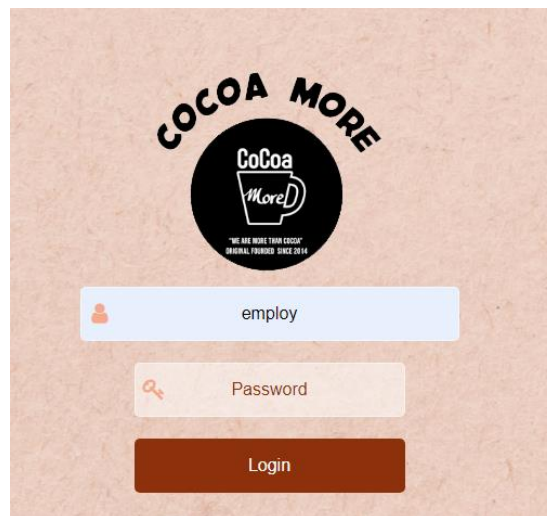 COCOA MORE
CoCoa
More
"WE ARE MORE THAN COCOA"
ORIGINAL FOUNDED SINCE 2014
employ
Password
Login